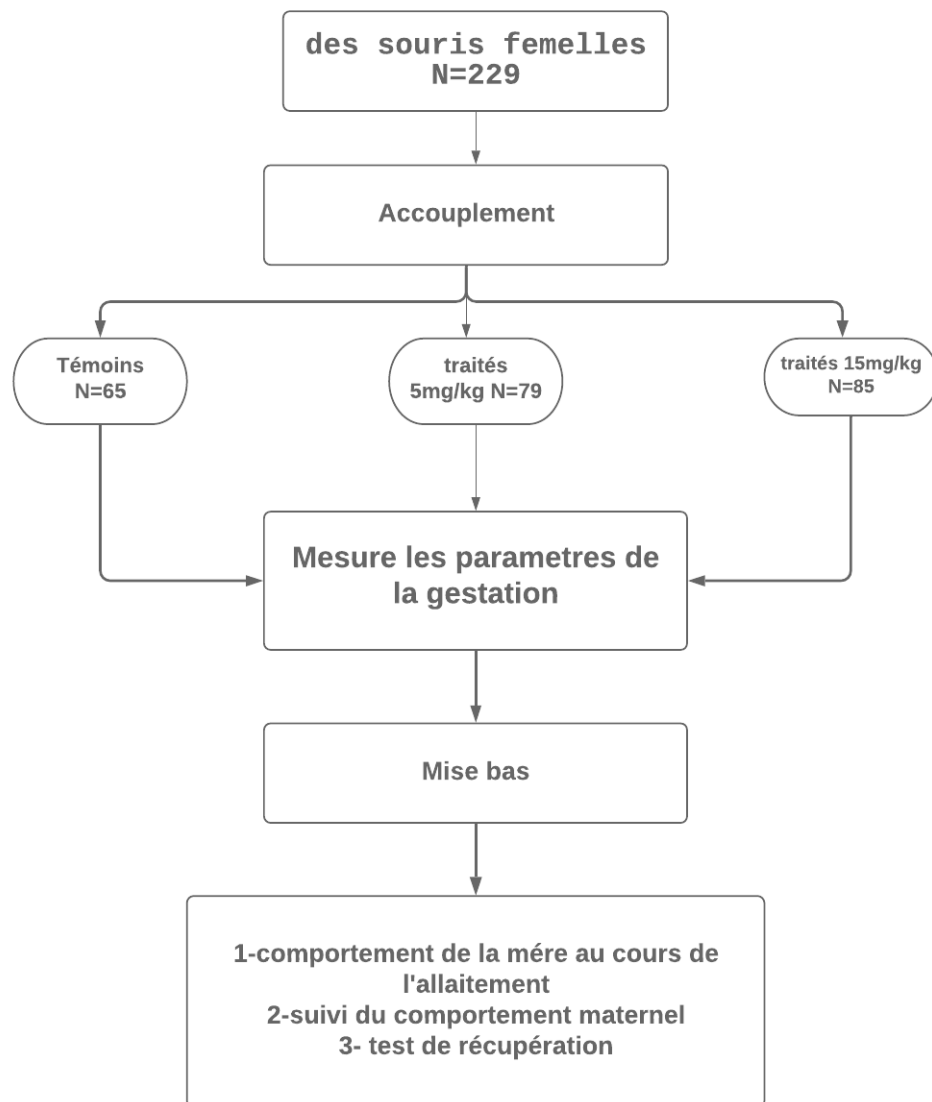 des souris femelles
N=229
Accouplement
Témoins
N=65
traités
5mg/kg N=79
traités 15mg/kg
N=85
Mesure les parametres de
la gestation
Mise bas
1-comportement de la mére au cours de
l'allaitement
2-suivi du comportement maternel
3- test de récupération